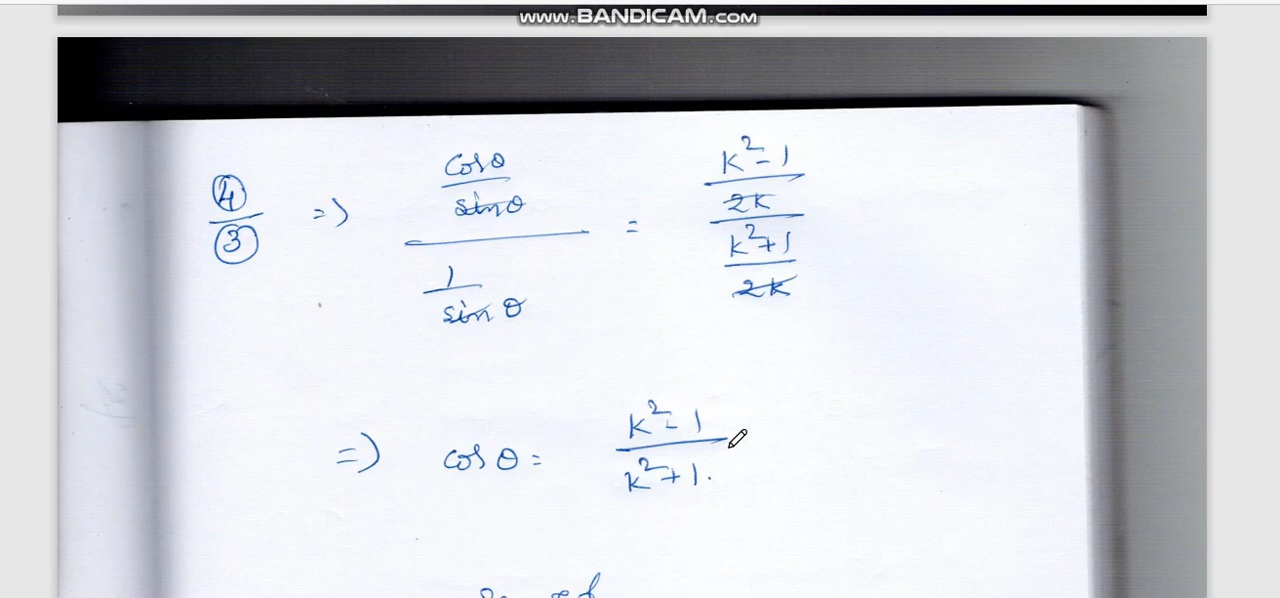 WWW.BANDICAM.COM
④/③ => (cosθ/sinθ)/(1/sinθ) = ((k²-1)/2k)/((k²+1)/2k)
=> cosθ = (k²-1)/(k²+1).